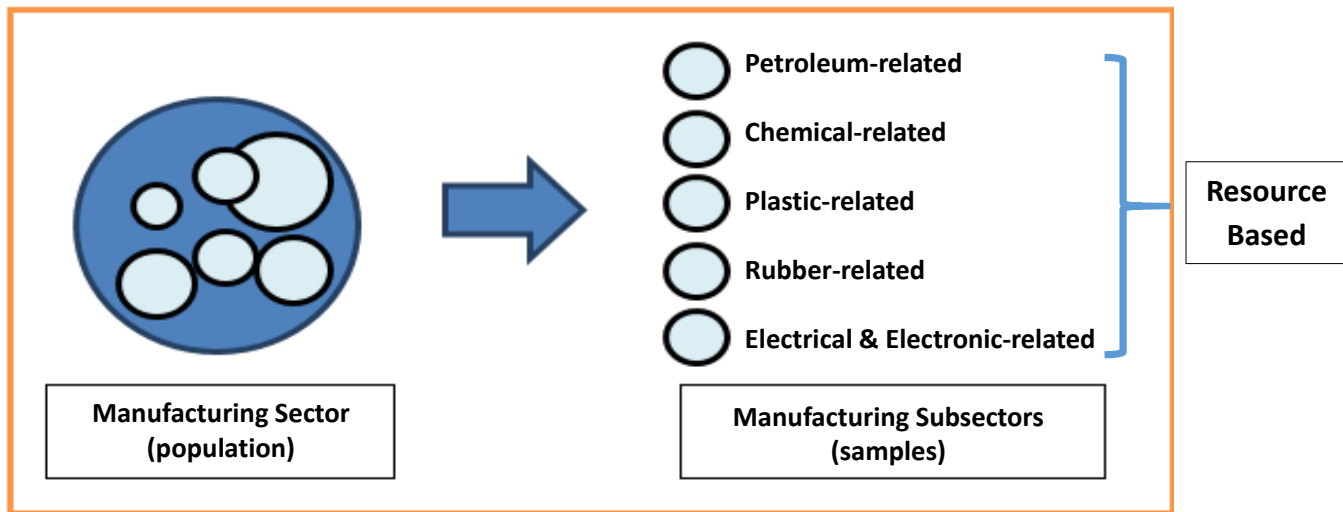 Petroleum-related
Chemical-related
Plastic-related
Rubber-related
Electrical & Electronic-related
Resource
Based
Manufacturing Sector
(population)
Manufacturing Subsectors
(samples)